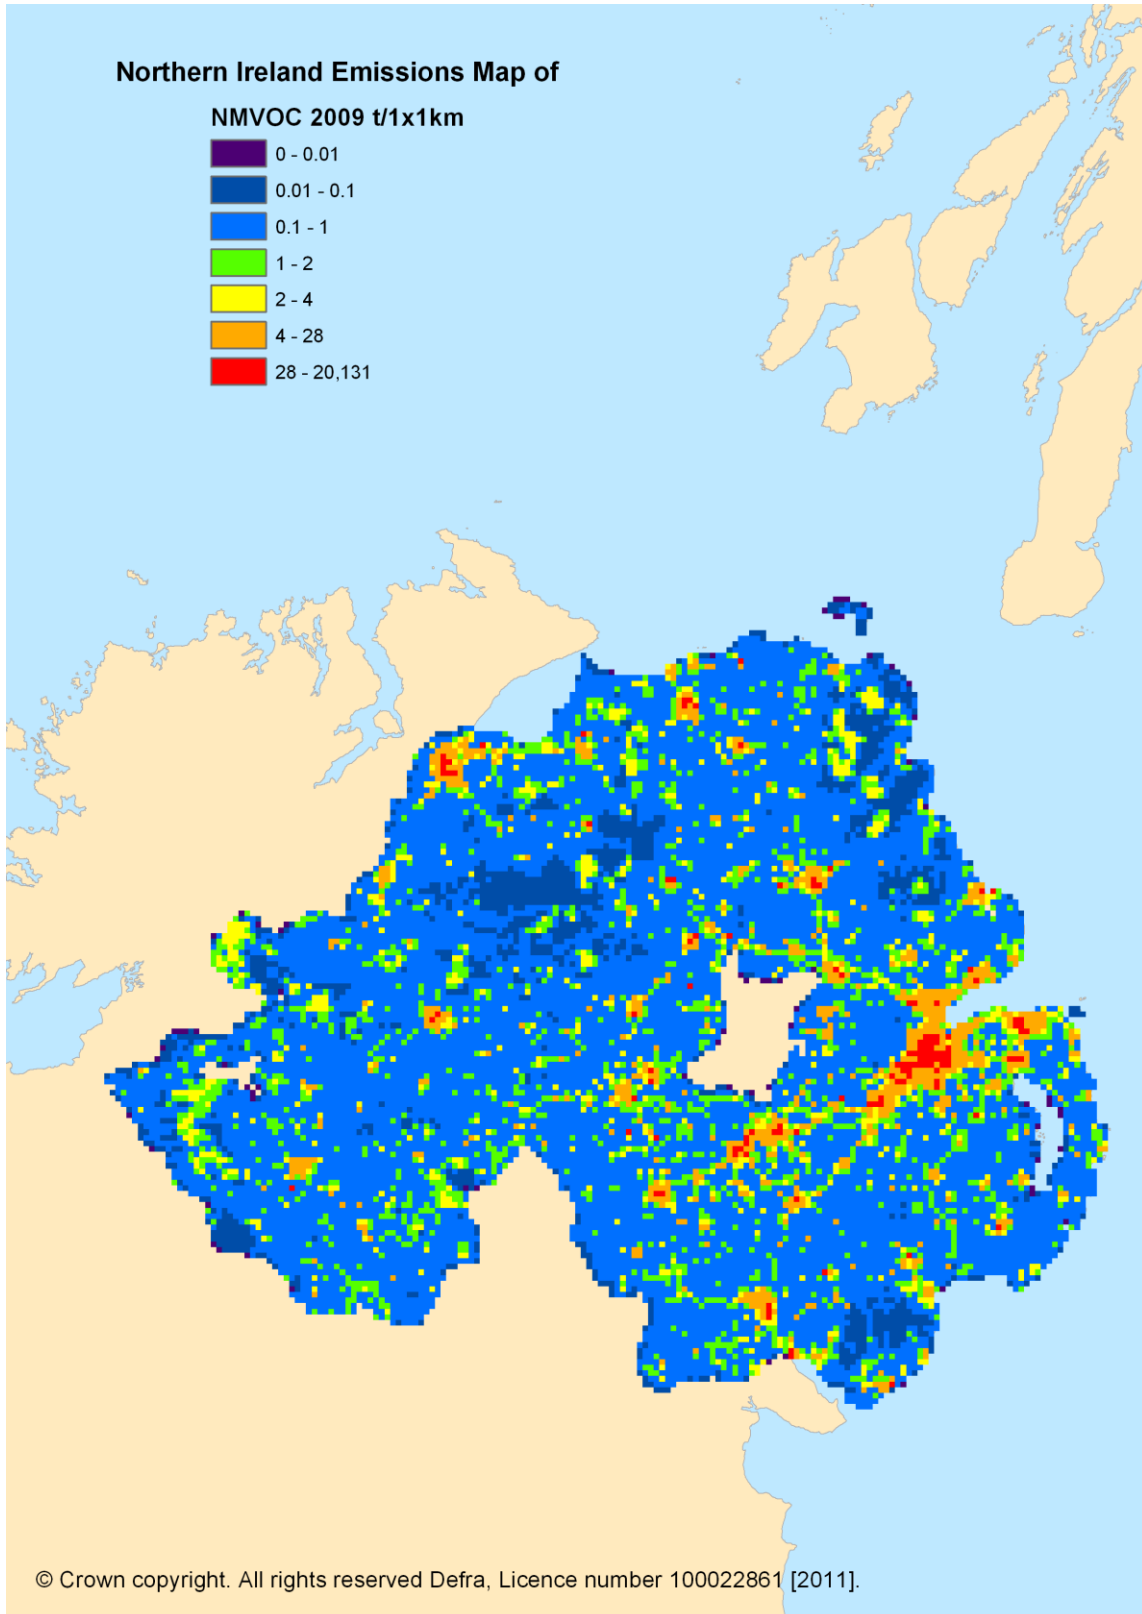 Northern Ireland Emissions Map of
NMVOC 2009 t/1x1km
0 - 0.01
0.01 - 0.1
0.1 - 1
1 - 2
2 - 4
4 - 28
28 - 20,131
© Crown copyright. All rights reserved Defra, Licence number 100022861 [2011].